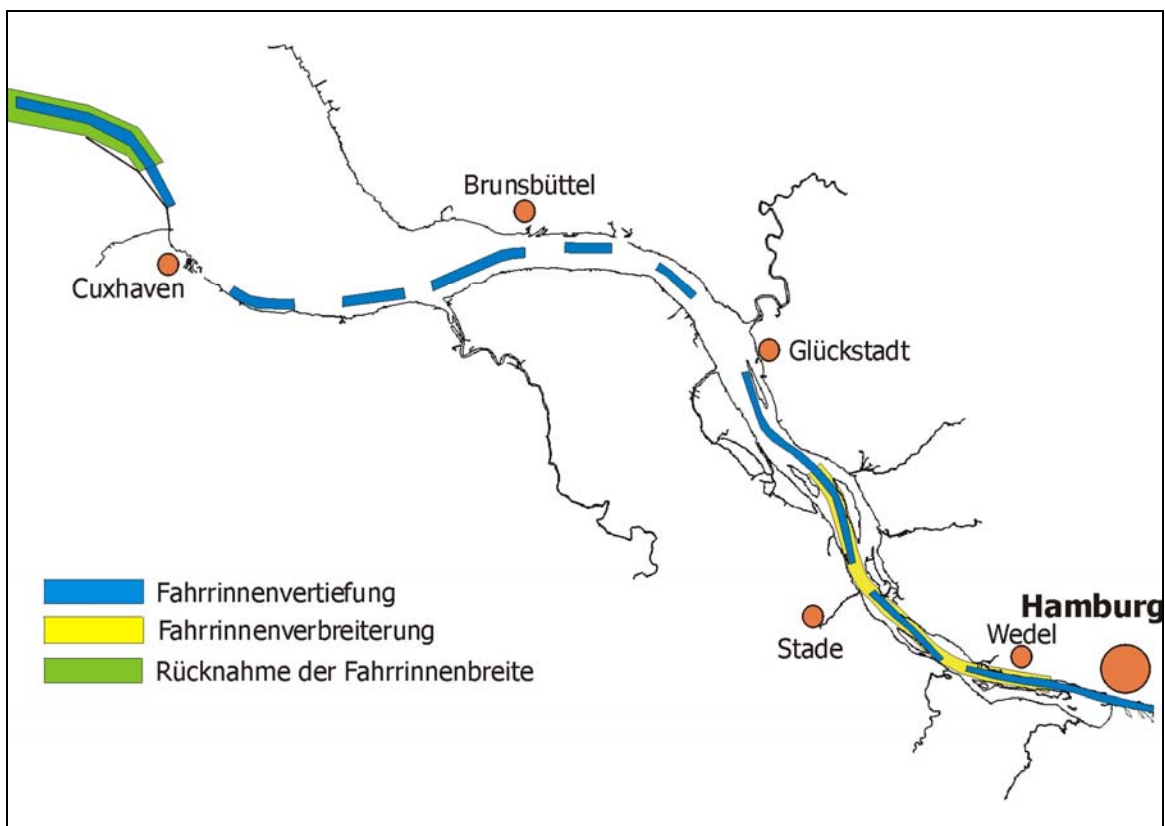 Brunsbüttel
Cuxhaven
Glückstadt
Fahrrinnenvertiefung
Fahrrinnenverbreiterung
Rücknahme der Fahrrinnenbreite
Hamburg
Wedel
Stade